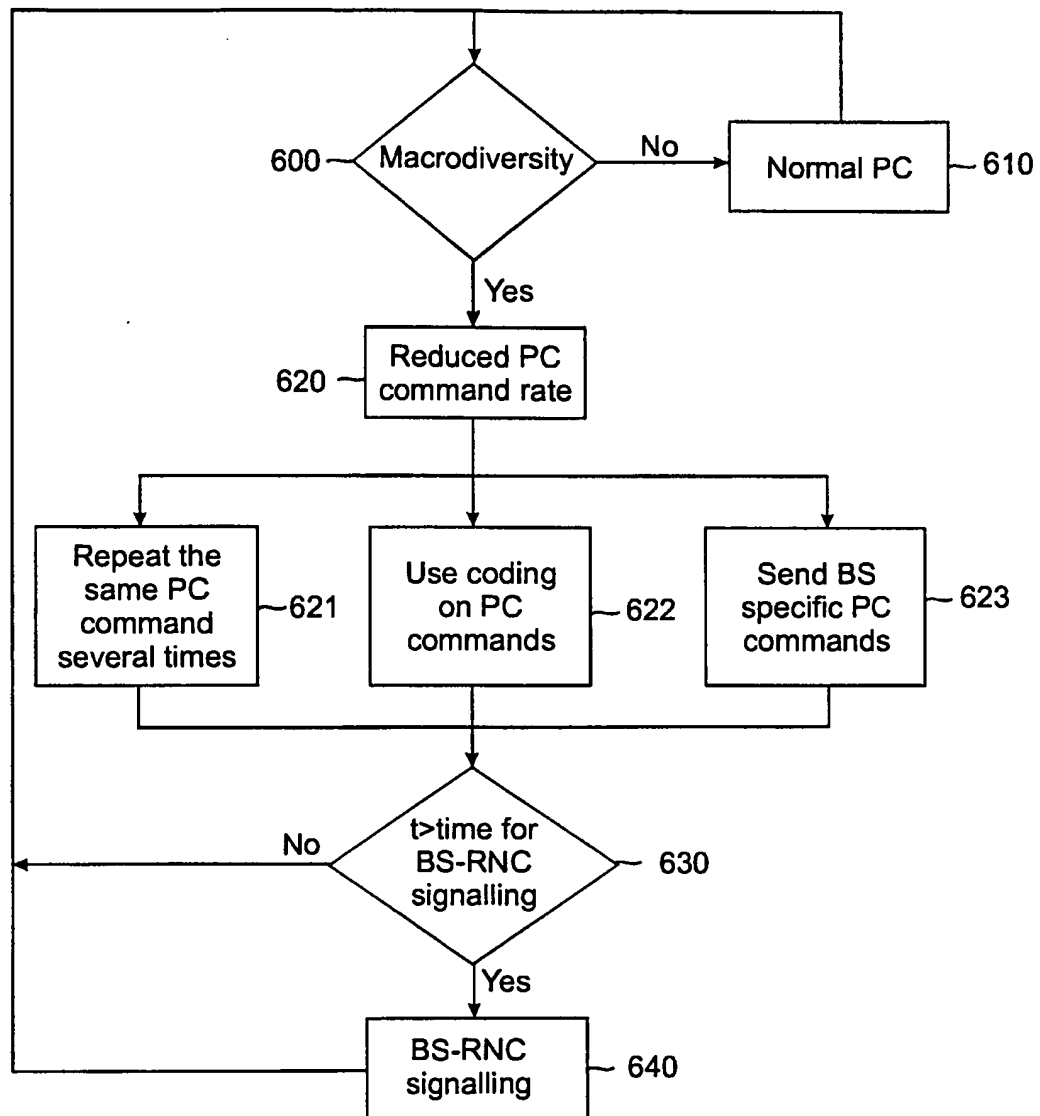 600
Macrodiversity
No
Normal PC
610
Yes
620
Reduced PC
command rate
Repeat the
same PC
command
several times
621
Use coding
on PC
commands
622
Send BS
specific PC
commands
623
No
t>time for
BS-RNC
signalling
630
Yes
BS-RNC
signalling
640